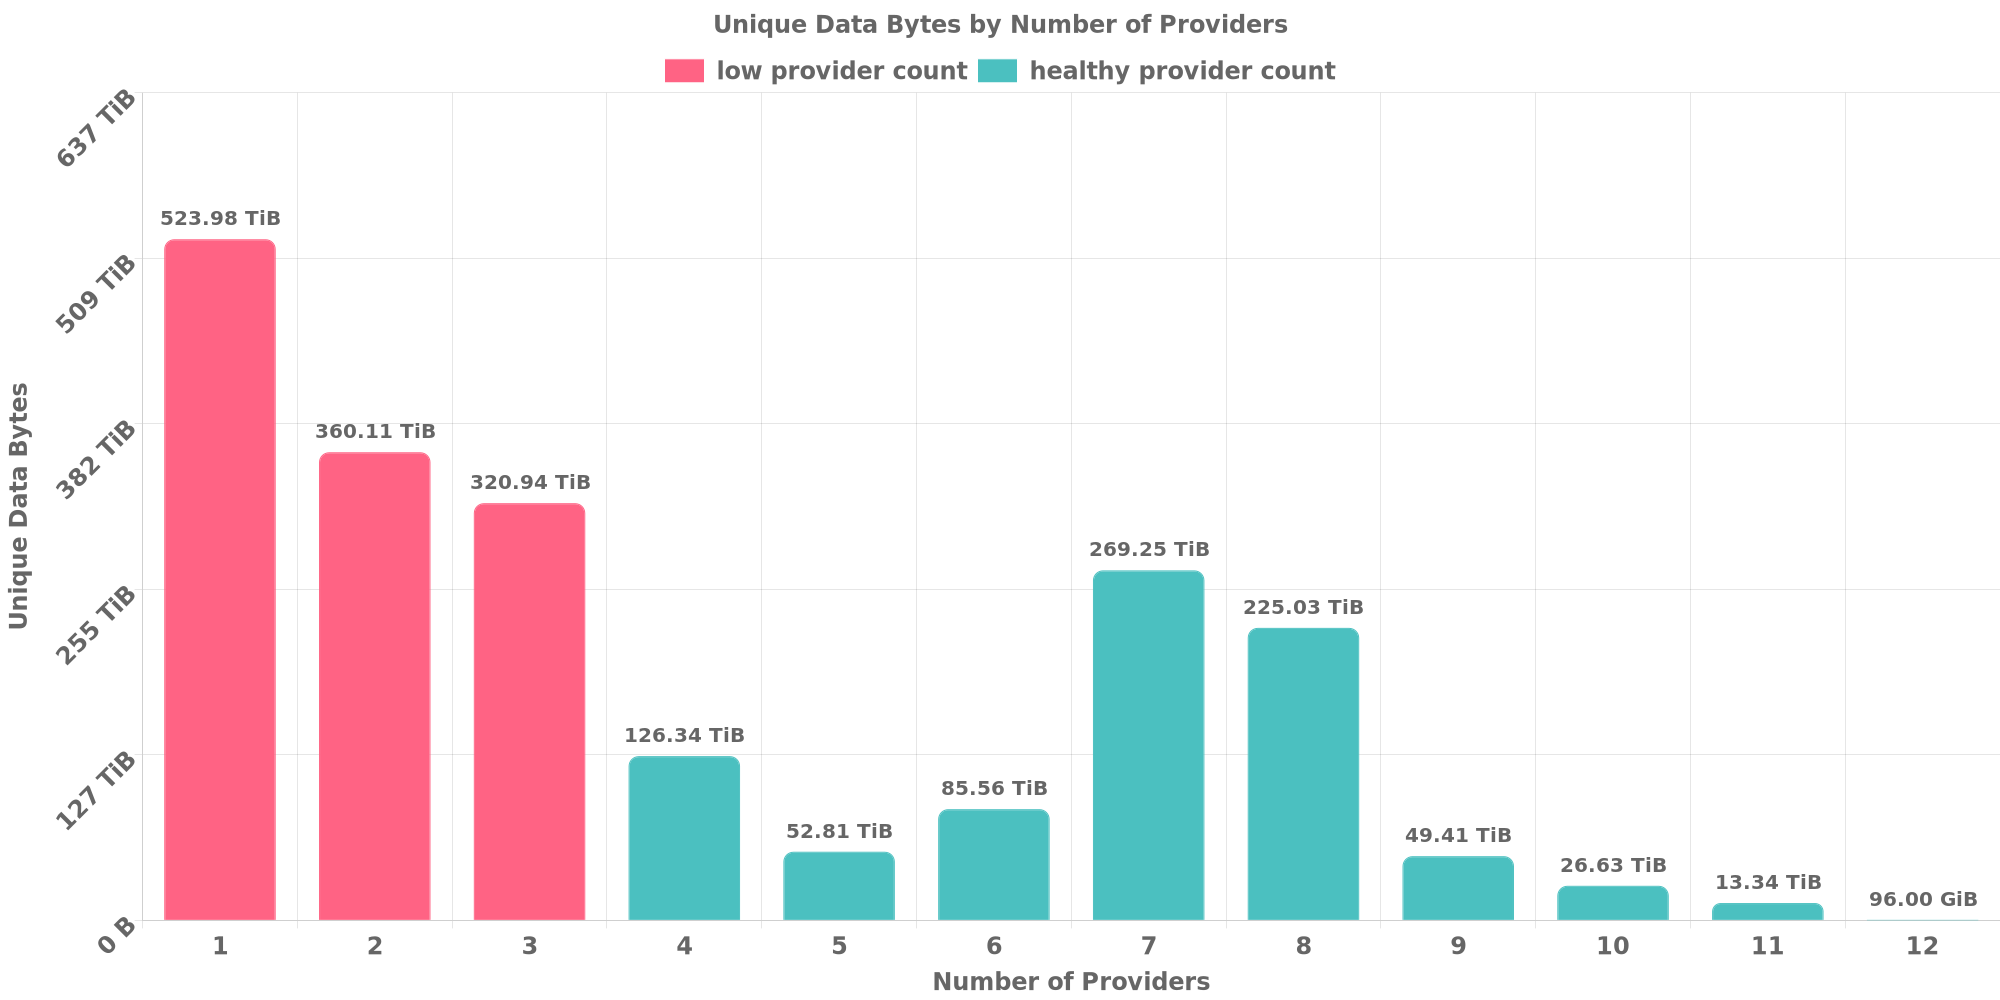 Unique Data Bytes by Number of Providers
low provider count healthy provider count
637 TiB
509 TiB
382 TiB
255 TiB
127 TiB
0 B
Unique Data Bytes
523.98 TiB
360.11 TiB
320.94 TiB
126.34 TiB
52.81 TiB
85.56 TiB
269.25 TiB
225.03 TiB
49.41 TiB
26.63 TiB
13.34 TiB
96.00 GiB
1 2 3 4 5 6 7 8 9 10 11 12
Number of Providers